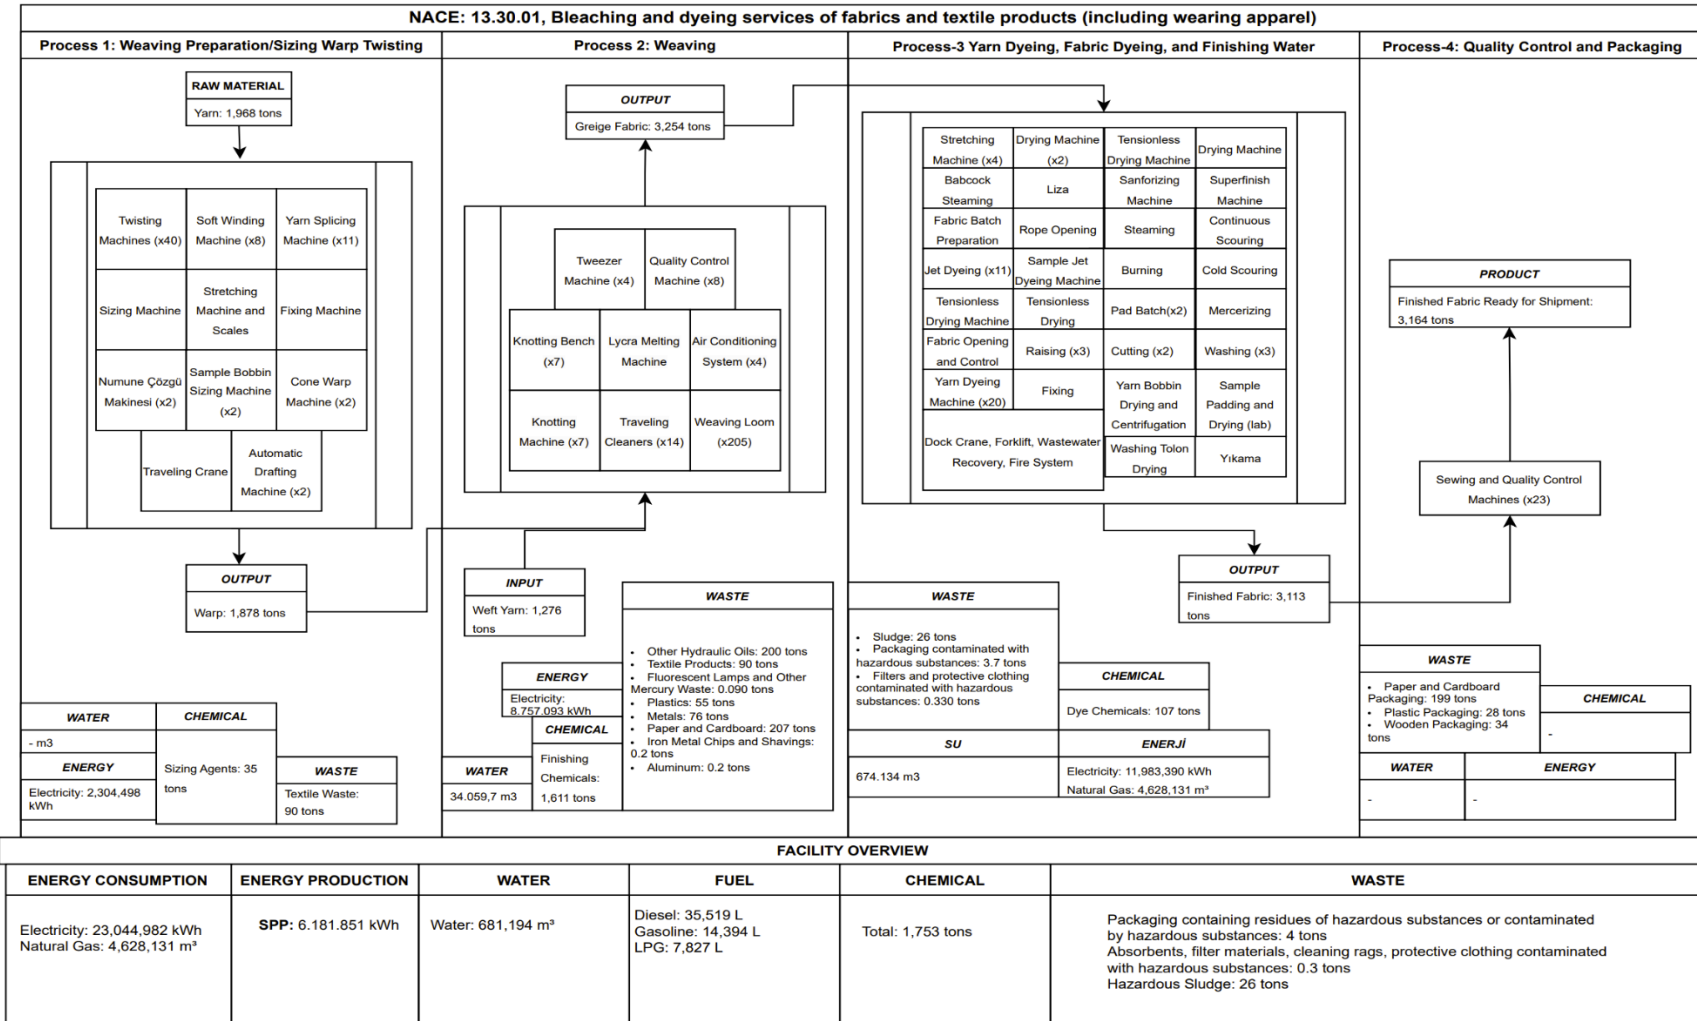 NACE: 13.30.01, Bleaching and dyeing services of fabrics and textile products (including wearing apparel)
Process 1: Weaving Preparation/Sizing Warp Twisting
RAW MATERIAL
Yarn: 1,968 tons
Twisting
Machines (x40)
Soft Winding
Machine (x8)
Yarn Splicing
Machine (x11)
Sizing Machine
Stretching
Machine and
Scales
Fixing Machine
Numune Çözgü
Makinesi (x2)
Sample Bobbin
Sizing Machine
(x2)
Cone Warp
Machine (x2)
Traveling Crane
Automatic
Drafting
Machine (x2)
OUTPUT
Warp: 1,878 tons
WATER
- m3
ENERGY
Electricity: 2,304,498
kWh
CHEMICAL
Sizing Agents: 35
tons
WASTE
Textile Waste:
90 tons
Process 2: Weaving
OUTPUT
Greige Fabric: 3,254 tons
Tweezer
Machine (x4)
Quality Control
Machine (x8)
Knotting Bench
(x7)
Lycra Melting
Machine
Air Conditioning
System (x4)
Knotting
Machine (x7)
Traveling
Cleaners (x14)
Weaving Loom
(x205)
INPUT
Weft Yarn: 1,276
tons
ENERGY
Electricity:
8.757.093 kWh
CHEMICAL
Finishing
Chemicals:
1,611 tons
WATER
34.059,7 m3
WASTE
• Other Hydraulic Oils: 200 tons
• Textile Products: 90 tons
• Fluorescent Lamps and Other
Mercury Waste: 0.090 tons
• Plastics: 55 tons
• Metals: 76 tons
• Paper and Cardboard: 207 tons
• Iron Metal Chips and Shavings:
0.2 tons
• Aluminum: 0.2 tons
Process-3 Yarn Dyeing, Fabric Dyeing, and Finishing Water
Stretching
Machine (x4)
Drying Machine
(x2)
Tensionless
Drying Machine
Drying Machine
Babcock
Steaming
Liza
Sanforizing
Machine
Superfinish
Machine
Fabric Batch
Preparation
Rope Opening
Steaming
Continuous
Scouring
Jet Dyeing (x11)
Sample Jet
Dyeing Machine
Burning
Cold Scouring
Tensionless
Drying Machine
Tensionless
Drying
Pad Batch(x2)
Mercerizing
Fabric Opening
and Control
Raising (x3)
Cutting (x2)
Washing (x3)
Yarn Dyeing
Machine (x20)
Fixing
Yarn Bobbin
Drying and
Centrifugation
Sample
Padding and
Drying (lab)
Dock Crane, Forklift, Wastewater
Recovery, Fire System
Washing Tolon
Drying
Yıkama
OUTPUT
Finished Fabric: 3,113
tons
WASTE
• Sludge: 26 tons
• Packaging contaminated with
hazardous substances: 3.7 tons
• Filters and protective clothing
contaminated with hazardous
substances: 0.330 tons
CHEMICAL
Dye Chemicals: 107 tons
SU
674.134 m3
ENERJİ
Electricity: 11,983,390 kWh
Natural Gas: 4,628,131 m³
Process-4: Quality Control and Packaging
PRODUCT
Finished Fabric Ready for Shipment:
3,164 tons
Sewing and Quality Control
Machines (x23)
WASTE
• Paper and Cardboard
Packaging: 199 tons
• Plastic Packaging: 28 tons
• Wooden Packaging: 34
tons
CHEMICAL
-
WATER
-
ENERGY
-
FACILITY OVERVIEW
ENERGY CONSUMPTION
Electricity: 23,044,982 kWh
Natural Gas: 4,628,131 m³
ENERGY PRODUCTION
SPP: 6.181.851 kWh
WATER
Water: 681,194 m³
FUEL
Diesel: 35,519 L
Gasoline: 14,394 L
LPG: 7,827 L
CHEMICAL
Total: 1,753 tons
WASTE
Packaging containing residues of hazardous substances or contaminated
by hazardous substances: 4 tons
Absorbents, filter materials, cleaning rags, protective clothing contaminated
with hazardous substances: 0.3 tons
Hazardous Sludge: 26 tons